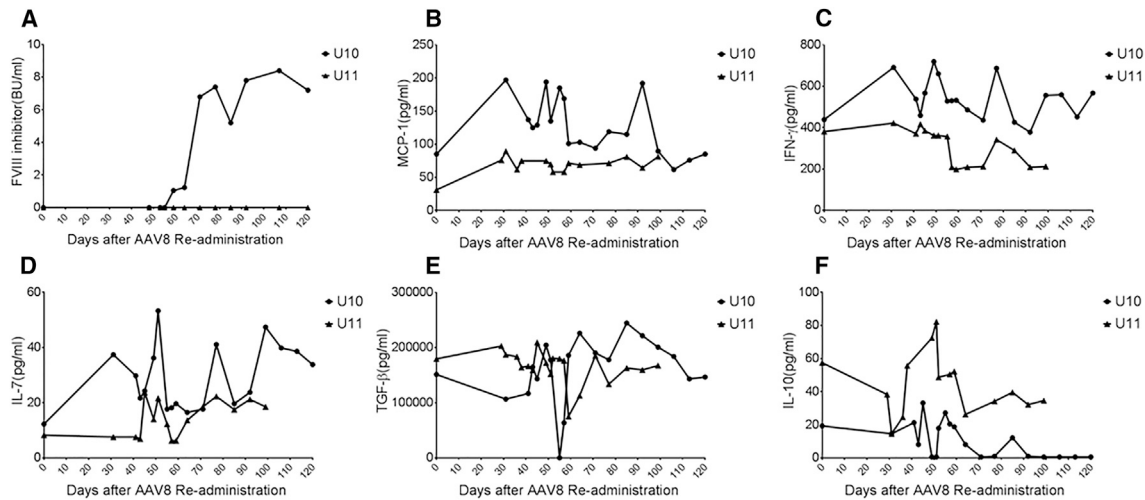 A
FVIII inhibitor(BU/ml)
10
8
6
4
2
0
0 10 20 30 40 50 60 70 80 90 100 110 120
Days after AAV8 Re-administration
U10
U11
B
MCP-1(pg/ml)
250
200
150
100
50
0
0 10 20 30 40 50 60 70 80 90 100 110 120
Days after AAV8 Re-administration
U10
U11
C
IFN-γ(pg/ml)
800
600
400
200
0
0 10 20 30 40 50 60 70 80 90 100 110 120
Days after AAV8 Re-administration
U10
U11
D
IL-7(pg/ml)
60
40
20
0
0 10 20 30 40 50 60 70 80 90 100 110 120
Days after AAV8 Re-administration
U10
U11
E
TGF-β(pg/ml)
300000
200000
100000
0
0 10 20 30 40 50 60 70 80 90 100 110 120
Days after AAV8 Re-administration
U10
U11
F
IL-10(pg/ml)
100
80
60
40
20
0
0 10 20 30 40 50 60 70 80 90 100 110 120
Days after AAV8 Re-administration
U10
U11